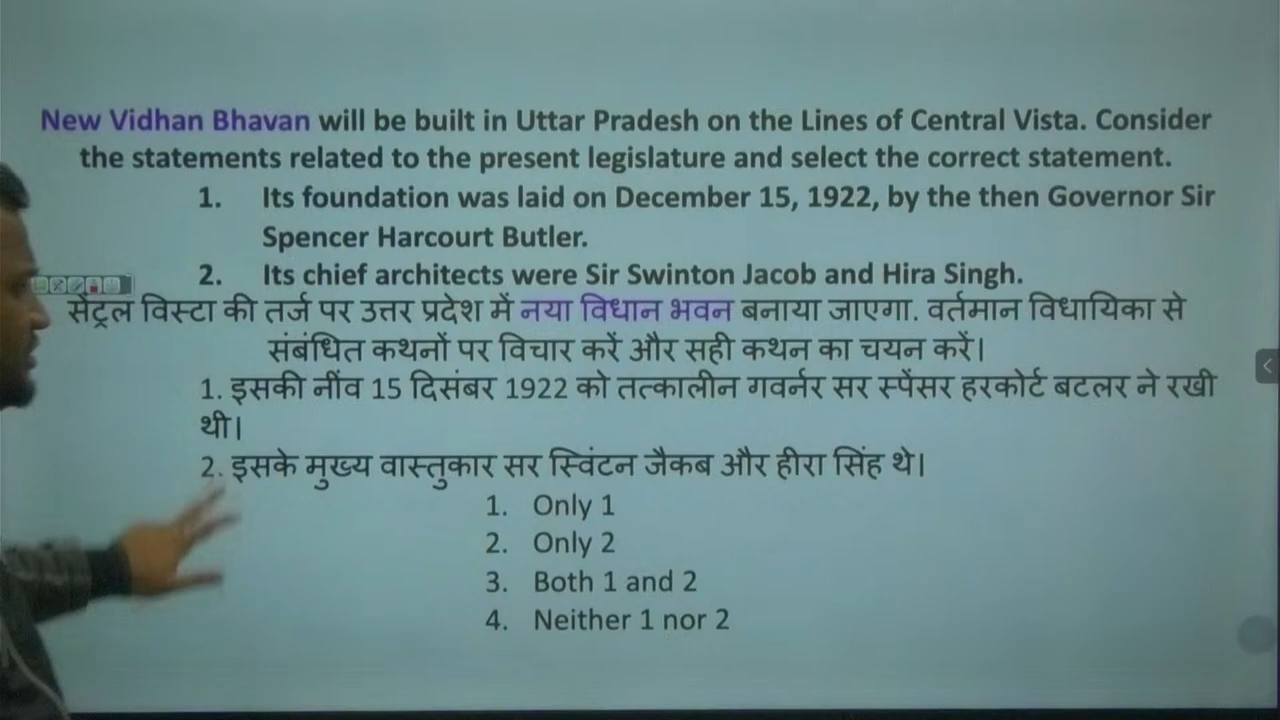 New Vidhan Bhavan will be built in Uttar Pradesh on the Lines of Central Vista. Consider
the statements related to the present legislature and select the correct statement.
1. Its foundation was laid on December 15, 1922, by the then Governor Sir
Spencer Harcourt Butler.
2. Its chief architects were Sir Swinton Jacob and Hira Singh.
सेंट्रल विस्टा की तर्ज पर उत्तर प्रदेश में नया विधान भवन बनाया जाएगा. वर्तमान विधायिका से
संबंधित कथनों पर विचार करें और सही कथन का चयन करें।
1. इसकी नींव 15 दिसंबर 1922 को तत्कालीन गवर्नर सर स्पेंसर हरकोर्ट बटलर ने रखी
थी।
2. इसके मुख्य वास्तुकार सर स्विंटन जैकब और हीरा सिंह थे।
1. Only 1
2. Only 2
3. Both 1 and 2
4. Neither 1 nor 2